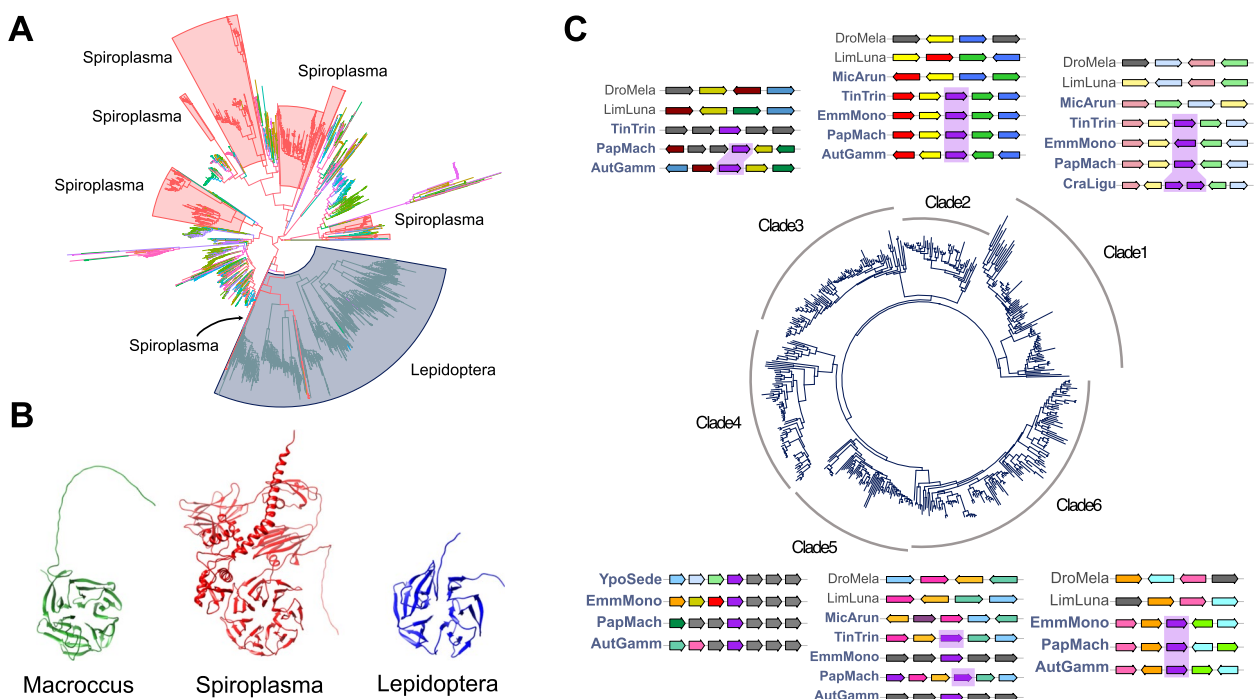 A
Spiroplasma
Spiroplasma
Spiroplasma
Spiroplasma
Spiroplasma
Spiroplasma
Lepidoptera
B
Macroccus
Spiroplasma
Lepidoptera
C
DroMela
LimLuna
TinTrin
PapMach
AutGamm
DroMela
LimLuna
MicArun
TinTrin
EmmMono
PapMach
AutGamm
DroMela
LimLuna
MicArun
TinTrin
EmmMono
PapMach
CraLigu
Clade3
Clade2
Clade1
Clade4
Clade5
Clade6
YpoSede
EmmMono
PapMach
AutGamm
DroMela
LimLuna
MicArun
TinTrin
EmmMono
PapMach
AutGamm
DroMela
LimLuna
EmmMono
PapMach
AutGamm